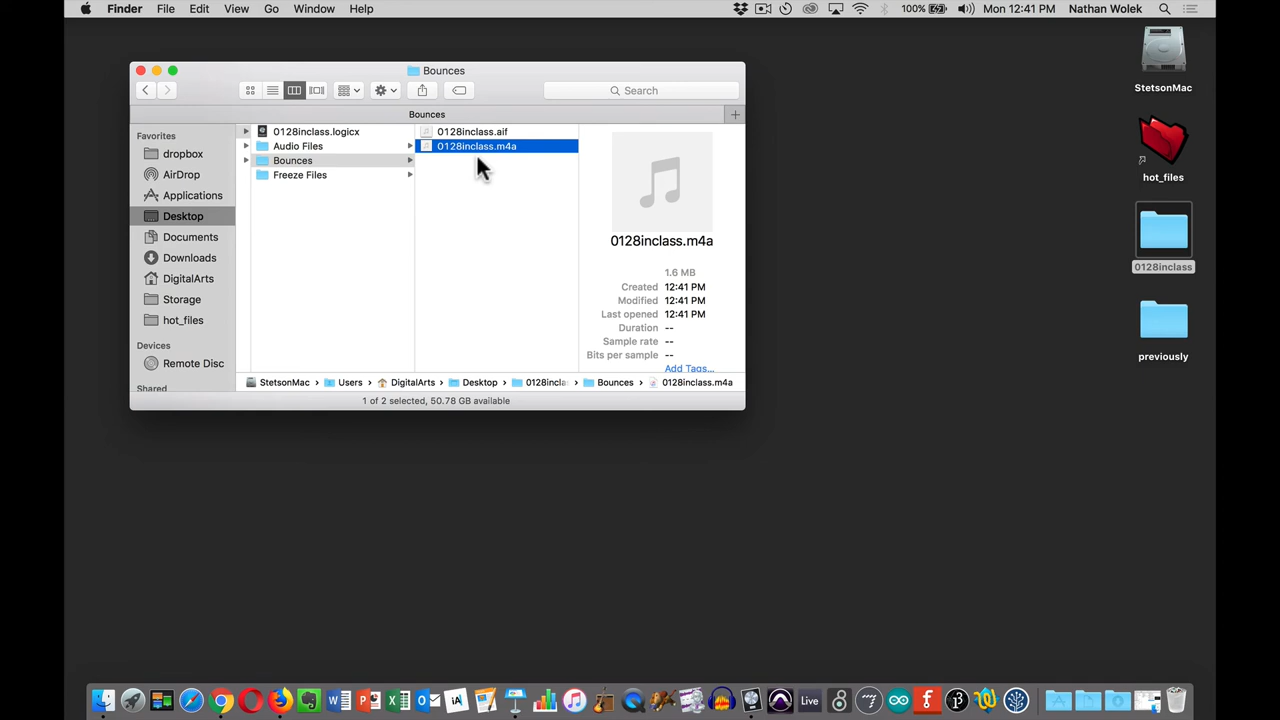 Finder File Edit View Go Window Help 100% Mon 12:41 PM Nathan Wolek
Bounces
Search
Bounces
Favorites
dropbox
AirDrop
Applications
Desktop
Documents
Downloads
DigitalArts
Storage
hot_files
Devices
Remote Disc
Shared
0128inclass.logicx
Audio Files
Bounces
Freeze Files
0128inclass.aif
0128inclass.m4a
0128inclass.m4a
1.6 MB
Created 12:41 PM
Modified 12:41 PM
Last opened 12:41 PM
Duration --
Sample rate --
Bits per sample --
Add Tags...
StetsonMac Users DigitalArts Desktop 0128incla Bounces 0128inclass.m4a
1 of 2 selected, 50.78 GB available
StetsonMac
hot_files
0128inclass
previously
iA
Live